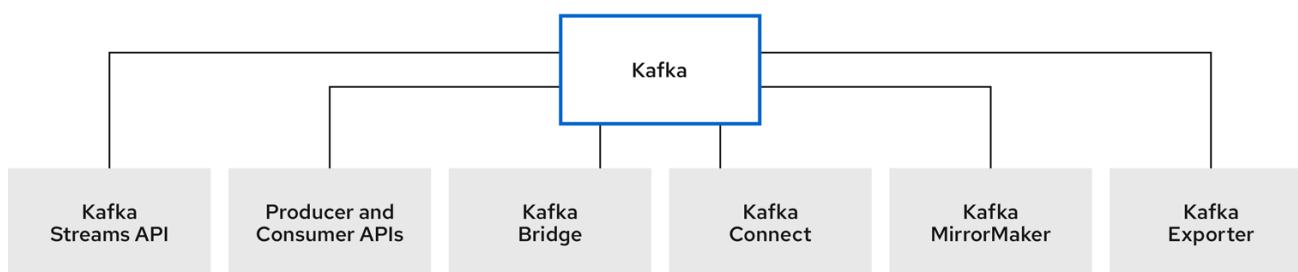 Kafka
Kafka
Streams API
Producer and
Consumer APIs
Kafka
Bridge
Kafka
Connect
Kafka
MirrorMaker
Kafka
Exporter